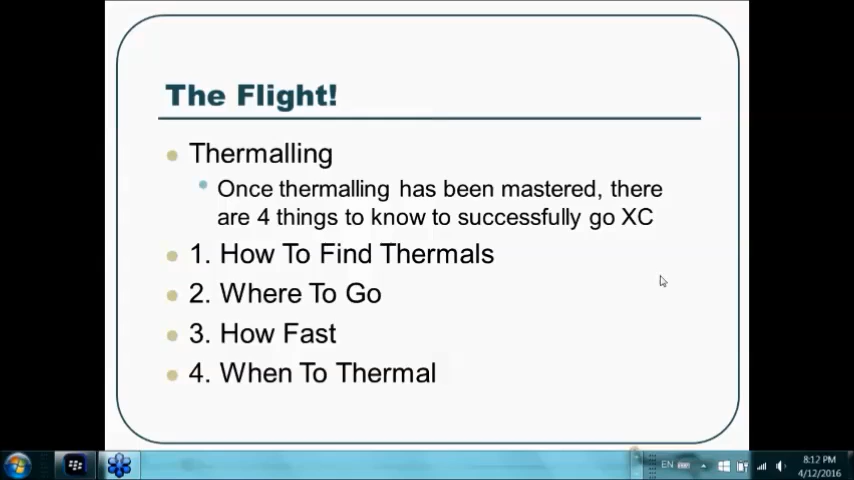 The Flight!
Thermalling
Once thermalling has been mastered, there
are 4 things to know to successfully go XC
1. How To Find Thermals
2. Where To Go
3. How Fast
4. When To Thermal
EN
8:12 PM
4/12/2016